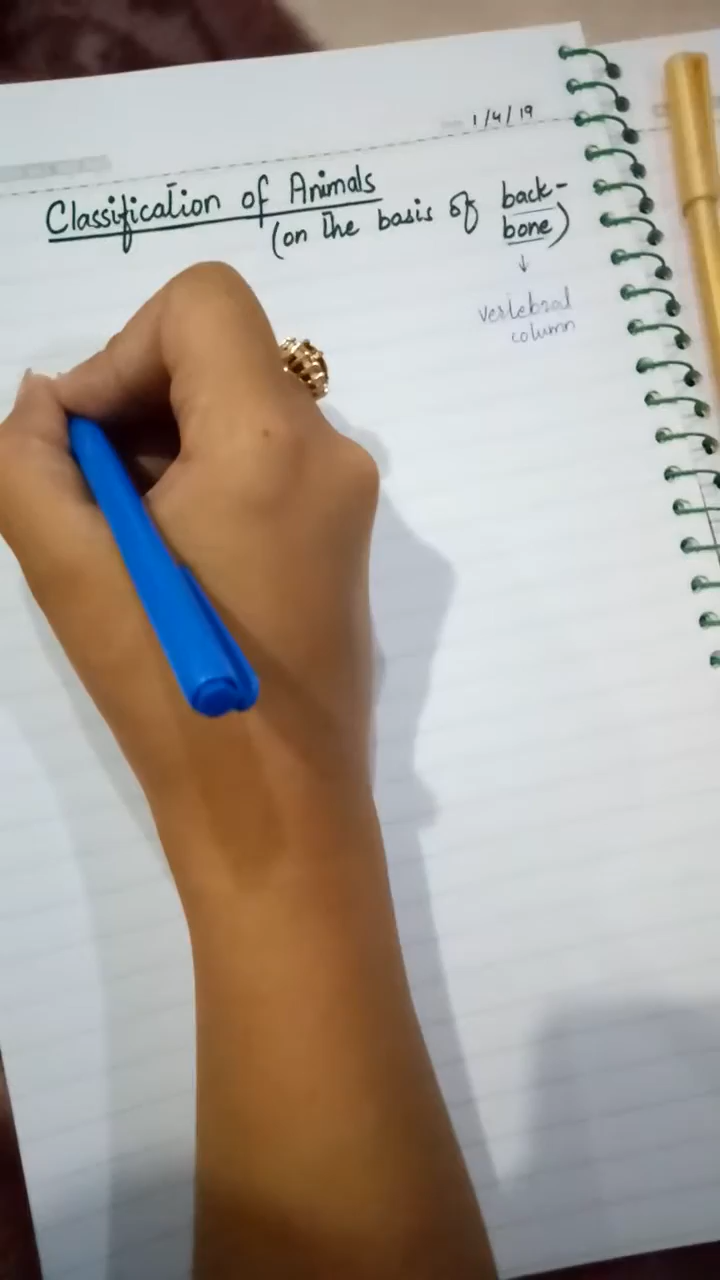 1/4/19
Classification of Animals
(on the basis of back-
bone)
↓
vertebral
column